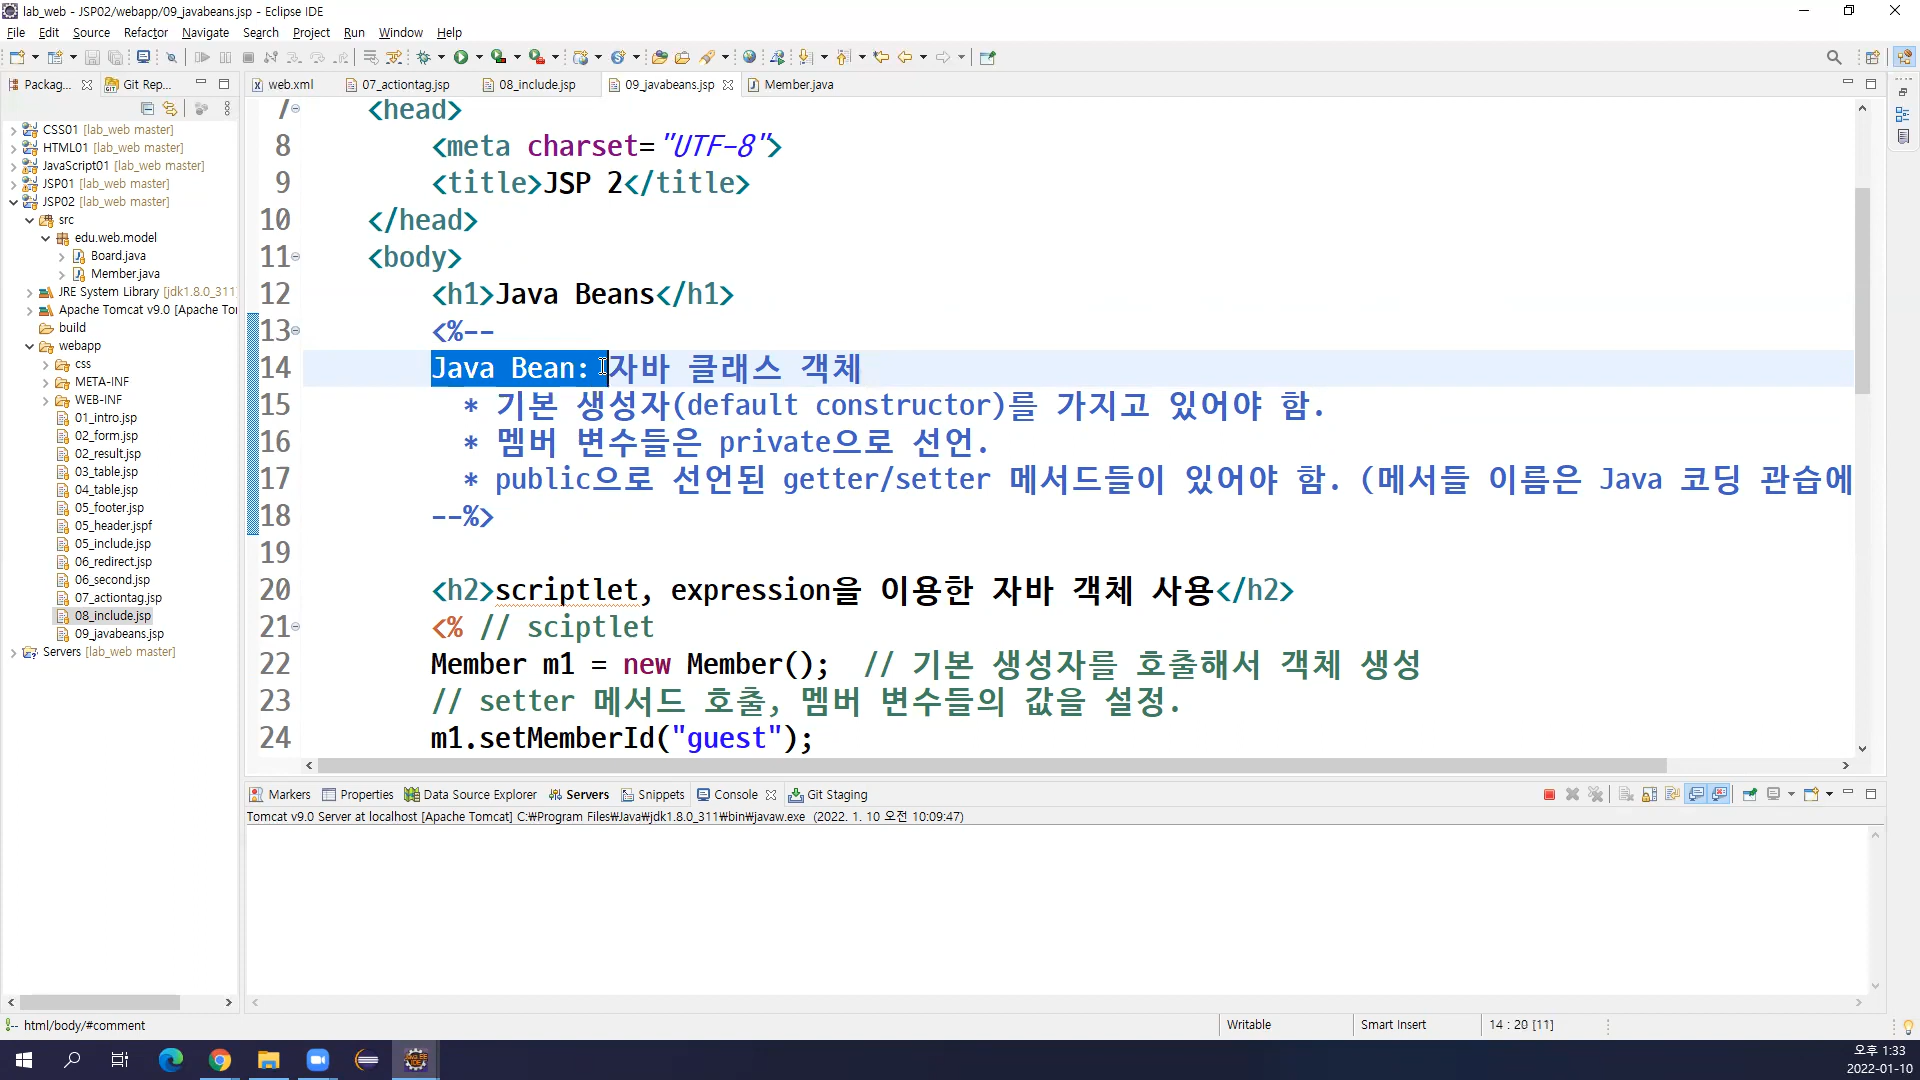 lab_web - JSP02/webapp/09_javabeans.jsp - Eclipse IDE
File Edit Source Refactor Navigate Search Project Run Window Help
Packag... Git Rep...
web.xml 07_actiontag.jsp 08_include.jsp 09_javabeans.jsp Member.java
CSS01 [lab_web master]
HTML01 [lab_web master]
JavaScript01 [lab_web master]
JSP01 [lab_web master]
JSP02 [lab_web master]
src
edu.web.model
Board.java
Member.java
JRE System Library [jdk1.8.0_311]
Apache Tomcat v9.0 [Apache Tor
build
webapp
css
META-INF
WEB-INF
01_intro.jsp
02_form.jsp
02_result.jsp
03_table.jsp
04_table.jsp
05_footer.jsp
05_header.jspf
05_include.jsp
06_redirect.jsp
06_second.jsp
07_actiontag.jsp
08_include.jsp
09_javabeans.jsp
Servers [lab_web master]
7 <head>
8 <meta charset="UTF-8">
9 <title>JSP 2</title>
10 </head>
11 <body>
12 <h1>Java Beans</h1>
13 <%--
14 Java Bean: 자바 클래스 객체
15 * 기본 생성자(default constructor)를 가지고 있어야 함.
16 * 멤버 변수들은 private으로 선언.
17 * public으로 선언된 getter/setter 메서드들이 있어야 함. (메서들 이름은 Java 코딩 관습에
18 --%>
19
20 <h2>scriptlet, expression을 이용한 자바 객체 사용</h2>
21 <% // sciptlet
22 Member m1 = new Member(); // 기본 생성자를 호출해서 객체 생성
23 // setter 메서드 호출, 멤버 변수들의 값을 설정.
24 m1.setMemberId("guest");
Markers Properties Data Source Explorer Servers Snippets Console Git Staging
Tomcat v9.0 Server at localhost [Apache Tomcat] C:₩Program Files₩Java₩jdk1.8.0_311₩bin₩javaw.exe (2022. 1. 10 오전 10:09:47)
html/body/#comment
Writable
Smart Insert
14 : 20 [11]
오후 1:33
2022-01-10